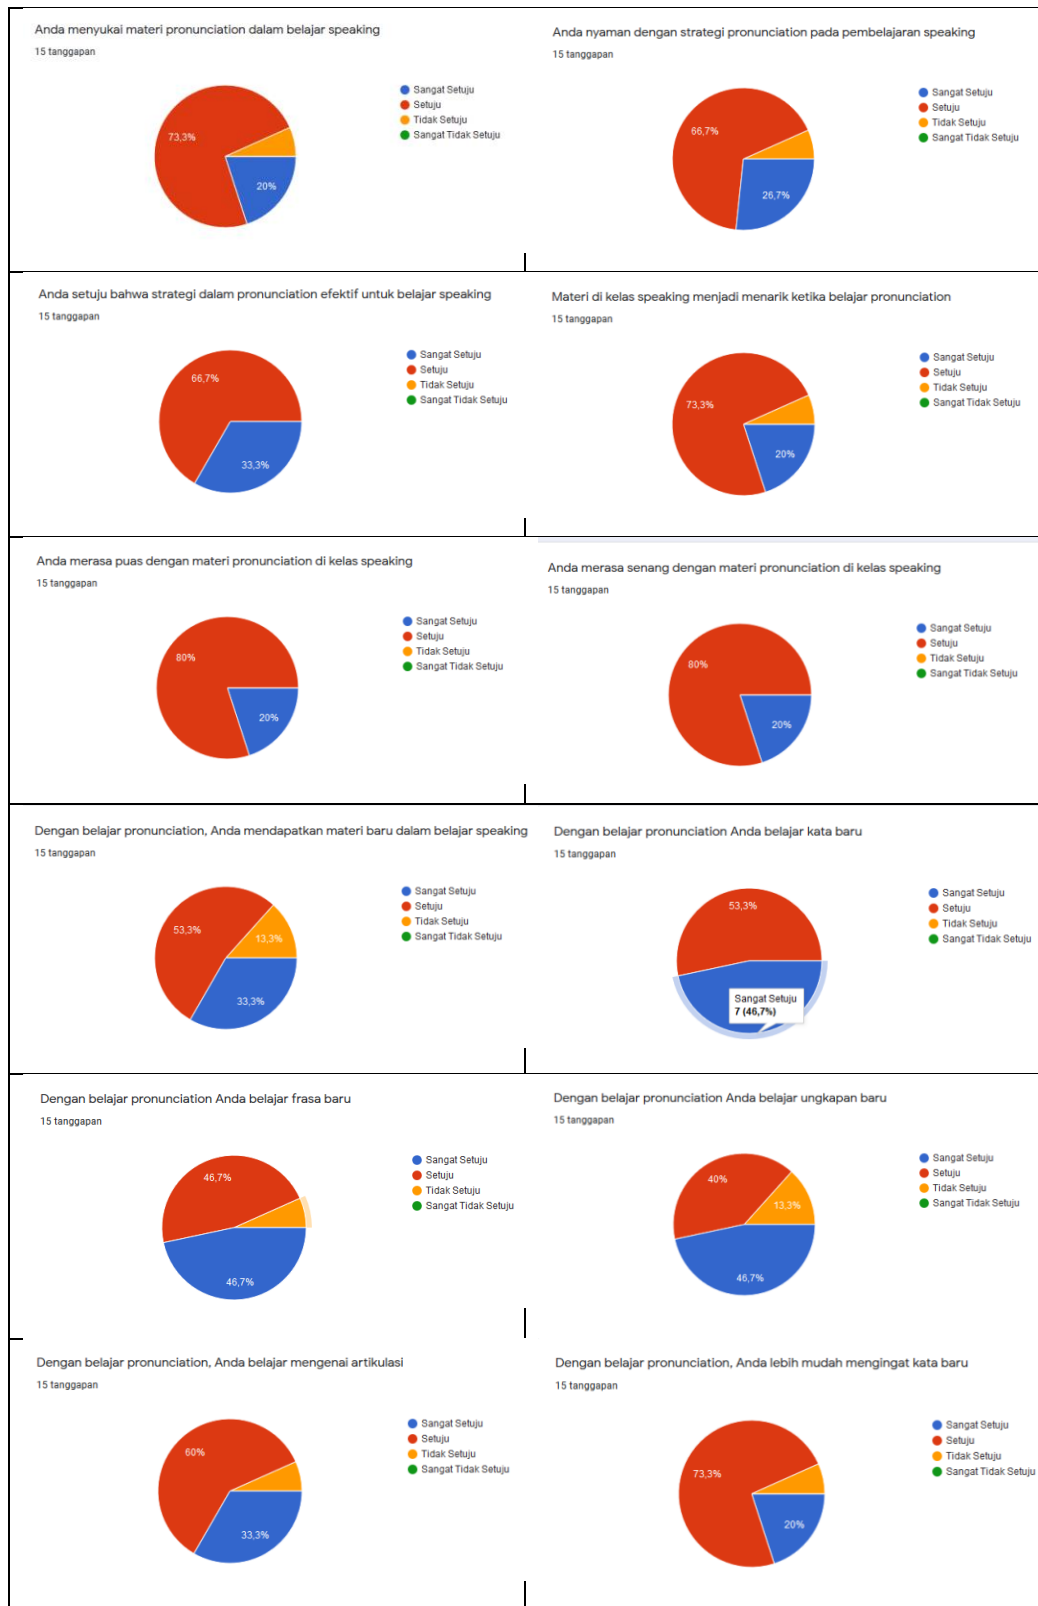 Anda menyukai materi pronunciation dalam belajar speaking
15 tanggapan
Sangat Setuju
Setuju
Tidak Setuju
Sangat Tidak Setuju
73,3%
20%
Anda nyaman dengan strategi pronunciation pada pembelajaran speaking
15 tanggapan
Sangat Setuju
Setuju
Tidak Setuju
Sangat Tidak Setuju
66,7%
26,7%
Anda setuju bahwa strategi dalam pronunciation efektif untuk belajar speaking
15 tanggapan
Sangat Setuju
Setuju
Tidak Setuju
Sangat Tidak Setuju
66,7%
33,3%
Materi di kelas speaking menjadi menarik ketika belajar pronunciation
15 tanggapan
Sangat Setuju
Setuju
Tidak Setuju
Sangat Tidak Setuju
73,3%
20%
Anda merasa puas dengan materi pronunciation di kelas speaking
15 tanggapan
Sangat Setuju
Setuju
Tidak Setuju
Sangat Tidak Setuju
80%
20%
Anda merasa senang dengan materi pronunciation di kelas speaking
15 tanggapan
Sangat Setuju
Setuju
Tidak Setuju
Sangat Tidak Setuju
80%
20%
Dengan belajar pronunciation, Anda mendapatkan materi baru dalam belajar speaking
15 tanggapan
Sangat Setuju
Setuju
Tidak Setuju
Sangat Tidak Setuju
53,3%
13,3%
33,3%
Dengan belajar pronunciation Anda belajar kata baru
15 tanggapan
Sangat Setuju
Setuju
Tidak Setuju
Sangat Tidak Setuju
53,3%
Sangat Setuju
7 (46,7%)
Dengan belajar pronunciation Anda belajar frasa baru
15 tanggapan
Sangat Setuju
Setuju
Tidak Setuju
Sangat Tidak Setuju
46,7%
46,7%
Dengan belajar pronunciation Anda belajar ungkapan baru
15 tanggapan
Sangat Setuju
Setuju
Tidak Setuju
Sangat Tidak Setuju
40%
13,3%
46,7%
Dengan belajar pronunciation, Anda belajar mengenai artikulasi
15 tanggapan
Sangat Setuju
Setuju
Tidak Setuju
Sangat Tidak Setuju
60%
33,3%
Dengan belajar pronunciation, Anda lebih mudah mengingat kata baru
15 tanggapan
Sangat Setuju
Setuju
Tidak Setuju
Sangat Tidak Setuju
73,3%
20%